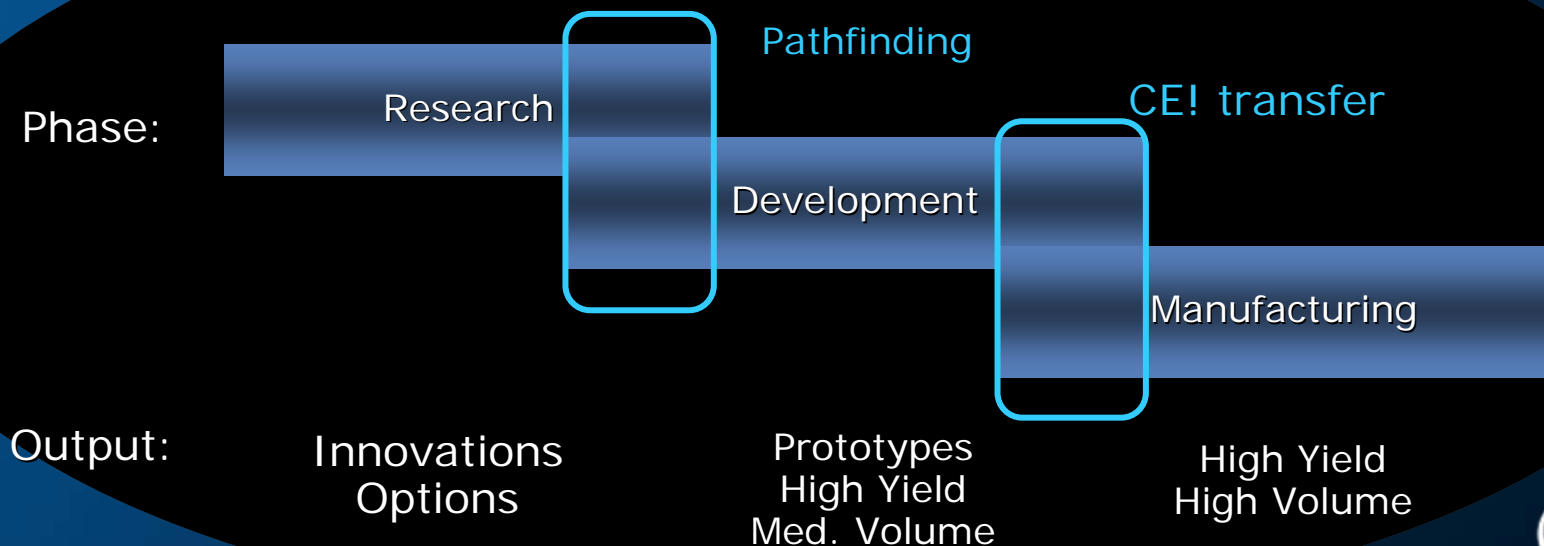 Pathfinding
CE! transfer
Phase:
Research
Development
Manufacturing
Output:
Innovations
Options
Prototypes
High Yield
Med. Volume
High Yield
High Volume